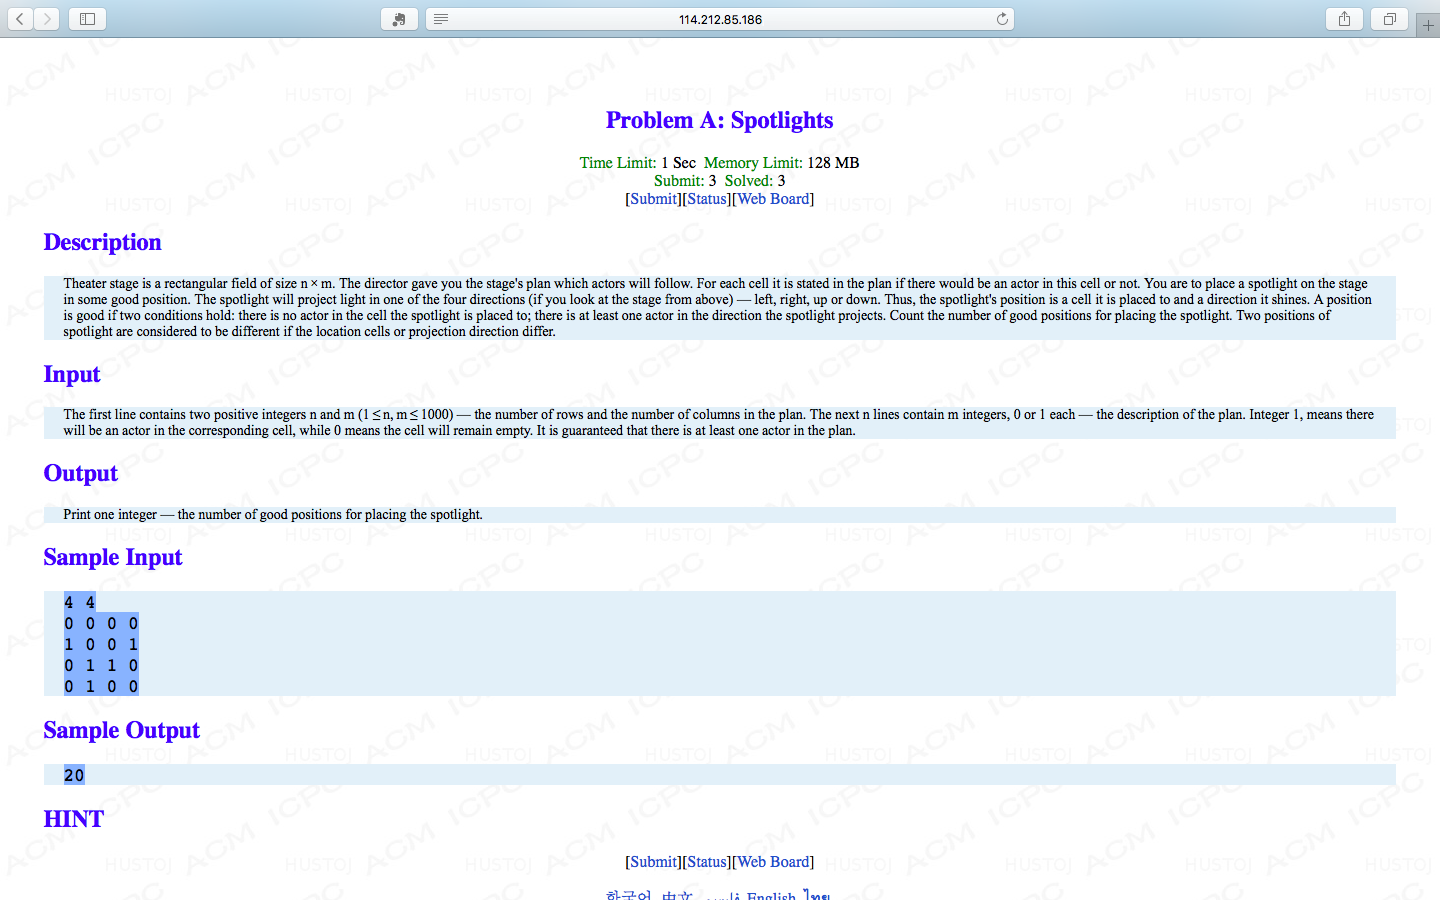 114.212.85.186
Problem A: Spotlights
Time Limit: 1 Sec  Memory Limit: 128 MB
Submit: 3  Solved: 3
[Submit][Status][Web Board]
Description
Theater stage is a rectangular field of size n × m. The director gave you the stage's plan which actors will follow. For each cell it is stated in the plan if there would be an actor in this cell or not. You are to place a spotlight on the stage
in some good position. The spotlight will project light in one of the four directions (if you look at the stage from above) — left, right, up or down. Thus, the spotlight's position is a cell it is placed to and a direction it shines. A position
is good if two conditions hold: there is no actor in the cell the spotlight is placed to; there is at least one actor in the direction the spotlight projects. Count the number of good positions for placing the spotlight. Two positions of
spotlight are considered to be different if the location cells or projection direction differ.
Input
The first line contains two positive integers n and m (1 ≤ n, m ≤ 1000) — the number of rows and the number of columns in the plan. The next n lines contain m integers, 0 or 1 each — the description of the plan. Integer 1, means there
will be an actor in the corresponding cell, while 0 means the cell will remain empty. It is guaranteed that there is at least one actor in the plan.
Output
Print one integer — the number of good positions for placing the spotlight.
Sample Input
4 4
0 0 0 0
1 0 0 1
0 1 1 0
0 1 0 0
Sample Output
20
HINT
[Submit][Status][Web Board]
한국어 中文 فارسی English ไทย